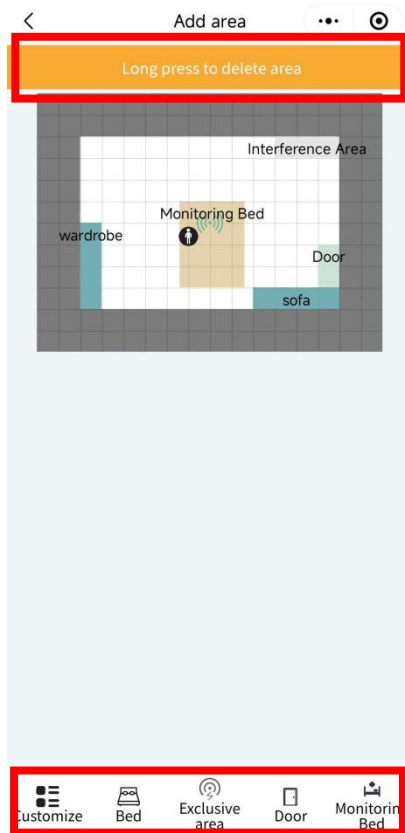 Add area
Long press to delete area
Interference Area
Monitoring Bed
wardrobe
Door
sofa
Customize
Bed
Exclusive
area
Door
Monitorin
Bed